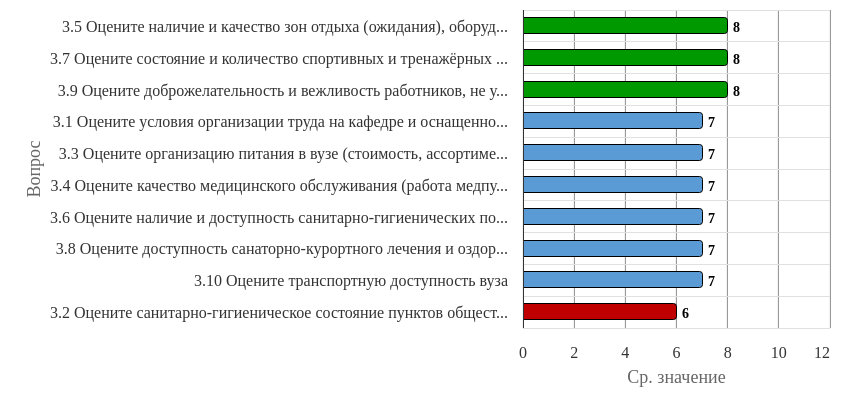 3.5 Оцените наличие и качество зон отдыха (ожидания), оборуд... 8
3.7 Оцените состояние и количество спортивных и тренажёрных ... 8
3.9 Оцените доброжелательность и вежливость работников, не у... 8
3.1 Оцените условия организации труда на кафедре и оснащенно... 7
3.3 Оцените организацию питания в вузе (стоимость, ассортиме... 7
3.4 Оцените качество медицинского обслуживания (работа медпу... 7
3.6 Оцените наличие и доступность санитарно-гигиенических по... 7
3.8 Оцените доступность санаторно-курортного лечения и оздор... 7
3.10 Оцените транспортную доступность вуза 7
3.2 Оцените санитарно-гигиеническое состояние пунктов общест... 6
Вопрос
0 2 4 6 8 10 12
Ср. значение